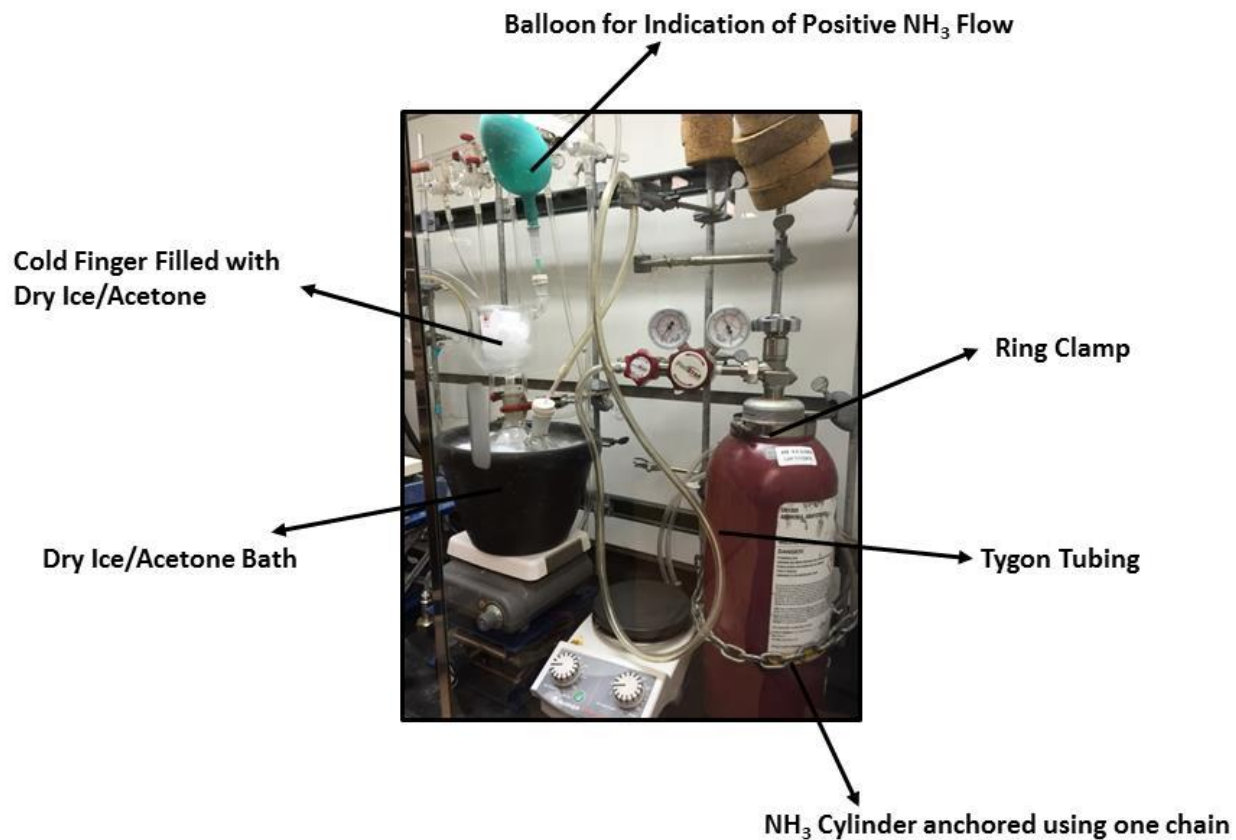 Balloon for Indication of Positive NH₃ Flow
Cold Finger Filled with
Dry Ice/Acetone
Ring Clamp
Dry Ice/Acetone Bath
Tygon Tubing
DANGER
NH₃ Cylinder anchored using one chain